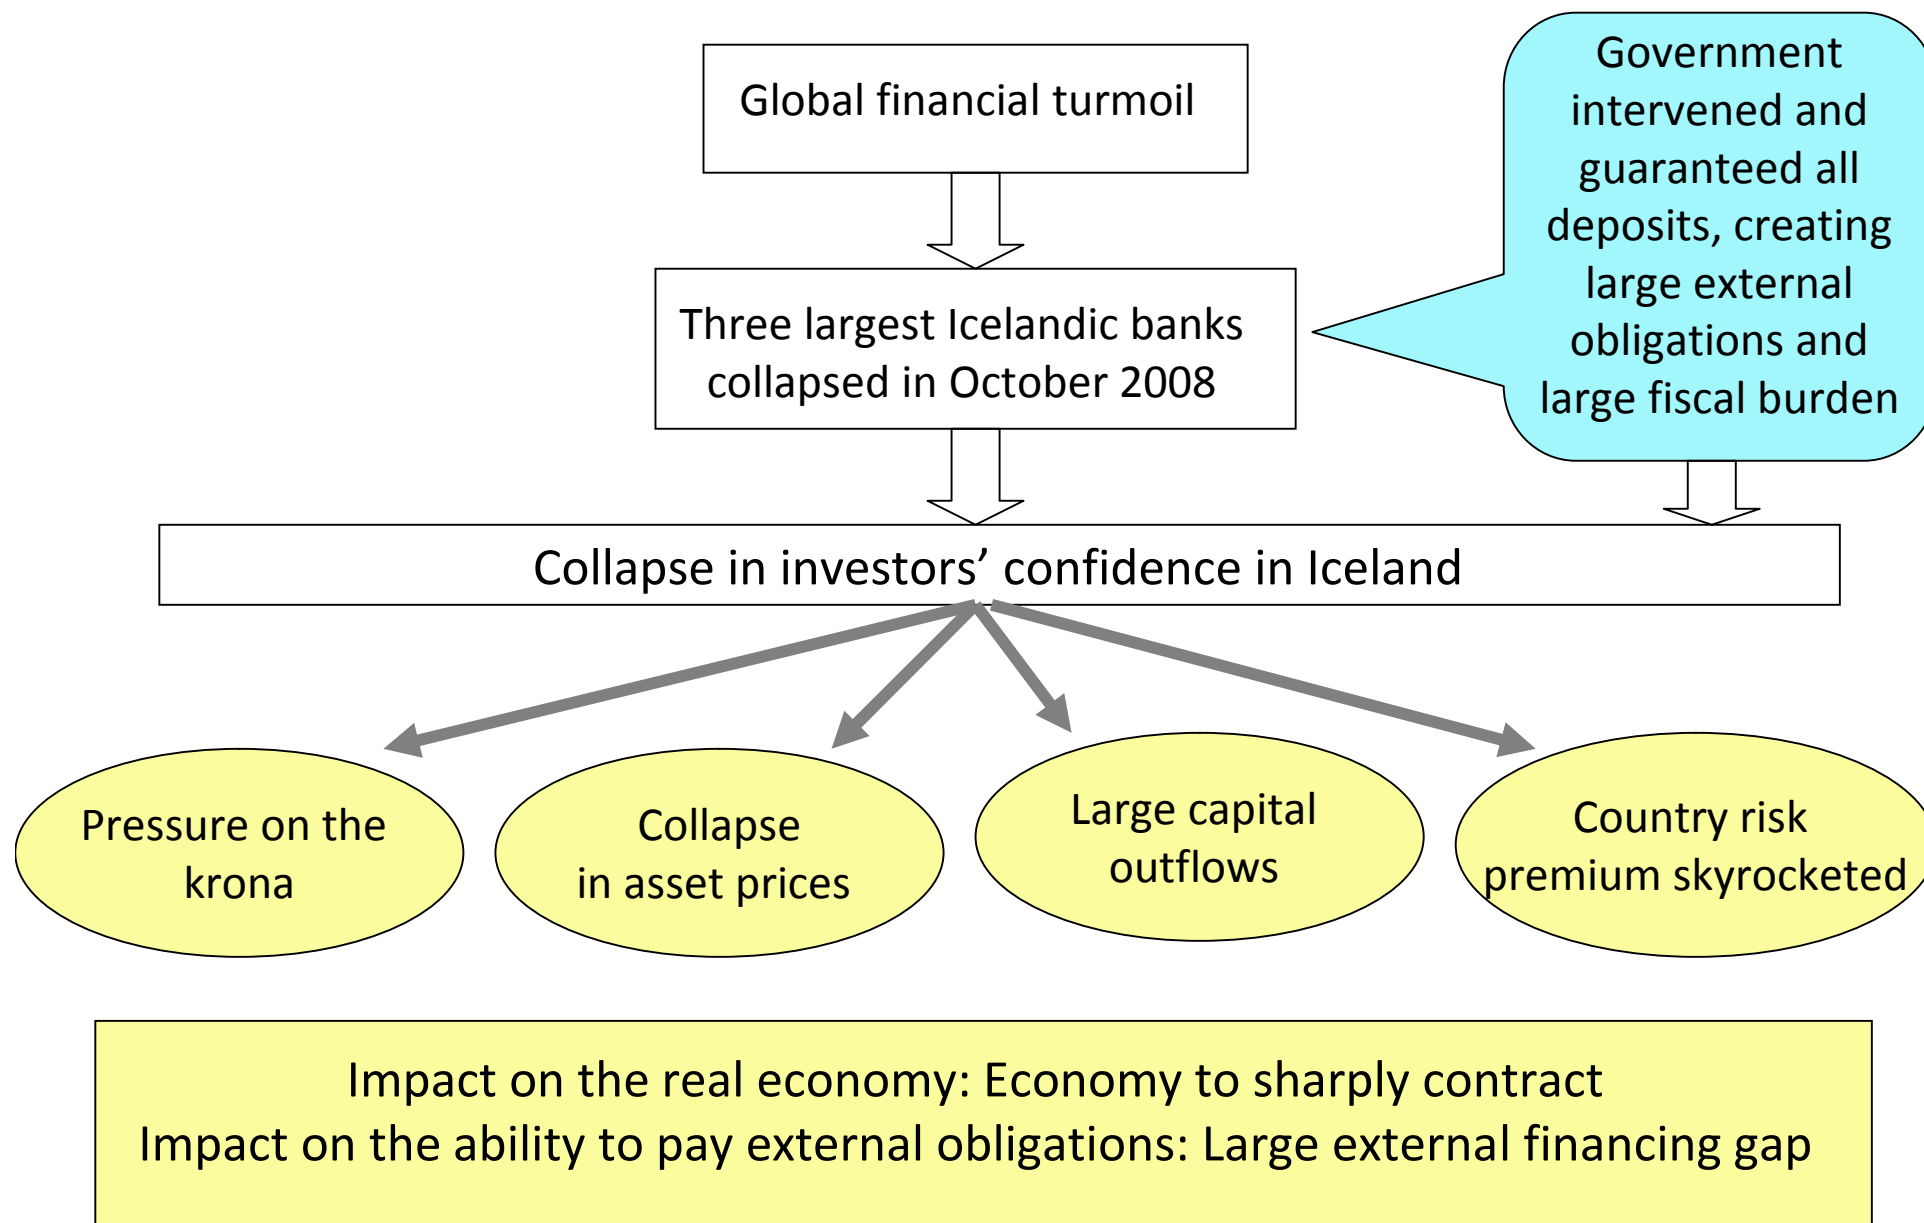 Global financial turmoil
Government
intervened and
guaranteed all
deposits, creating
large external
obligations and
large fiscal burden
Three largest Icelandic banks
collapsed in October 2008
Collapse in investors’ confidence in Iceland
Pressure on the
krona
Collapse
in asset prices
Large capital
outflows
Country risk
premium skyrocketed
Impact on the real economy: Economy to sharply contract
Impact on the ability to pay external obligations: Large external financing gap